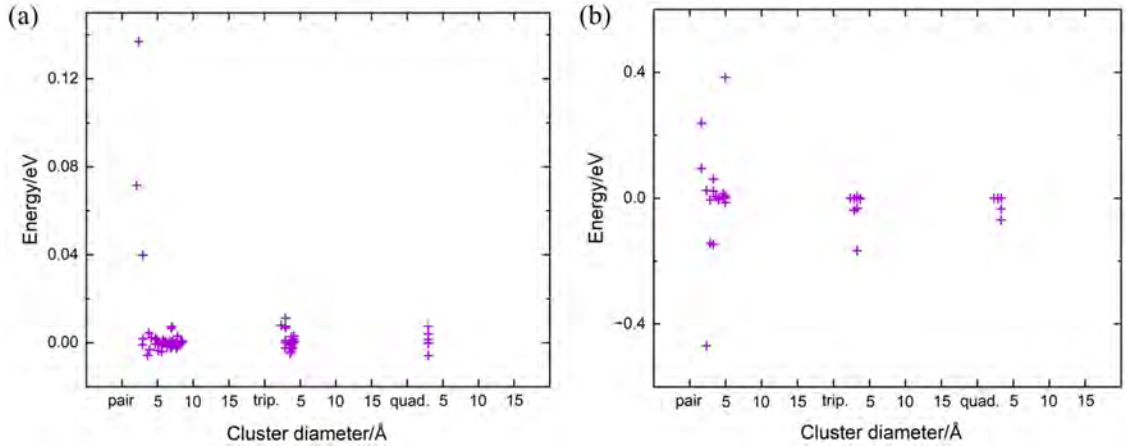 (a)
0.12
0.08
0.04
0.00
Energy/eV
pair 5 10 15 trip. 5 10 15 quad. 5 10 15
Cluster diameter/Å
(b)
0.4
0.0
−0.4
Energy/eV
pair 5 10 15 trip. 5 10 15 quad. 5 10 15
Cluster diameter/Å